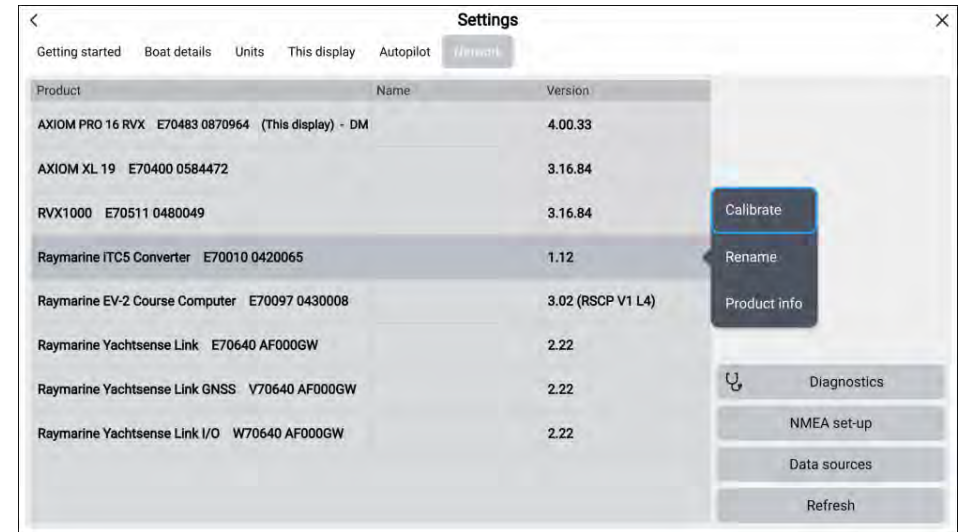 Settings
Getting started Boat details Units This display Autopilot Network
Product Name Version
AXIOM PRO 16 RVX E70483 0870964 (This display) - DM 4.00.33
AXIOM XL 19 E70400 0584472 3.16.84
RVX1000 E70511 0480049 3.16.84
Calibrate
Raymarine iTC5 Converter E70010 0420065 1.12 Rename
Raymarine EV-2 Course Computer E70097 0430008 3.02 (RSCP V1 L4) Product info
Raymarine Yachtsense Link E70640 AF000GW 2.22
Raymarine Yachtsense Link GNSS V70640 AF000GW 2.22
Diagnostics
NMEA set-up
Raymarine Yachtsense Link I/O W70640 AF000GW 2.22
Data sources
Refresh